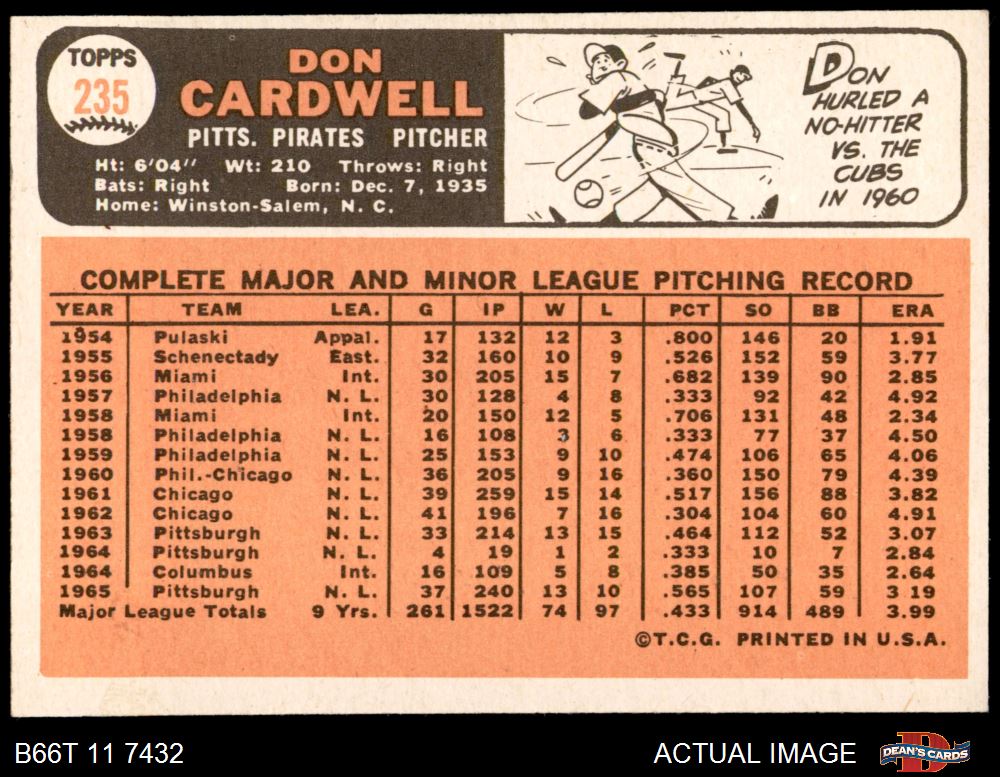 TOPPS
235
DON
CARDWELL
PITTS. PIRATES PITCHER
Ht: 6'04" Wt: 210 Throws: Right
Bats: Right Born: Dec. 7, 1935
Home: Winston-Salem, N. C.
DON
HURLED A
NO-HITTER
VS. THE
CUBS
IN 1960
COMPLETE MAJOR AND MINOR LEAGUE PITCHING RECORD
YEAR TEAM LEA. G IP W L PCT SO BB ERA
1954 Pulaski Appal. 17 132 12 3 .800 146 20 1.91
1955 Schenectady East. 32 160 10 9 .526 152 59 3.77
1956 Miami Int. 30 205 15 7 .682 139 90 2.85
1957 Philadelphia N. L. 30 128 4 8 .333 92 42 4.92
1958 Miami Int. 20 150 12 5 .706 131 48 2.34
1958 Philadelphia N. L. 16 108 3 6 .333 77 37 4.50
1959 Philadelphia N. L. 25 153 9 10 .474 106 65 4.06
1960 Phil.-Chicago N. L. 36 205 9 16 .360 150 79 4.39
1961 Chicago N. L. 39 259 15 14 .517 156 88 3.82
1962 Chicago N. L. 41 196 7 16 .304 104 60 4.91
1963 Pittsburgh N. L. 33 214 13 15 .464 112 52 3.07
1964 Pittsburgh N. L. 4 19 1 2 .333 10 7 2.84
1964 Columbus Int. 16 109 5 8 .385 50 35 2.64
1965 Pittsburgh N. L. 37 240 13 10 .565 107 59 3 19
Major League Totals 9 Yrs. 261 1522 74 97 .433 914 489 3.99
©T.C.G. PRINTED IN U.S.A.
B66T 11 7432 ACTUAL IMAGE DEAN'S CARDS